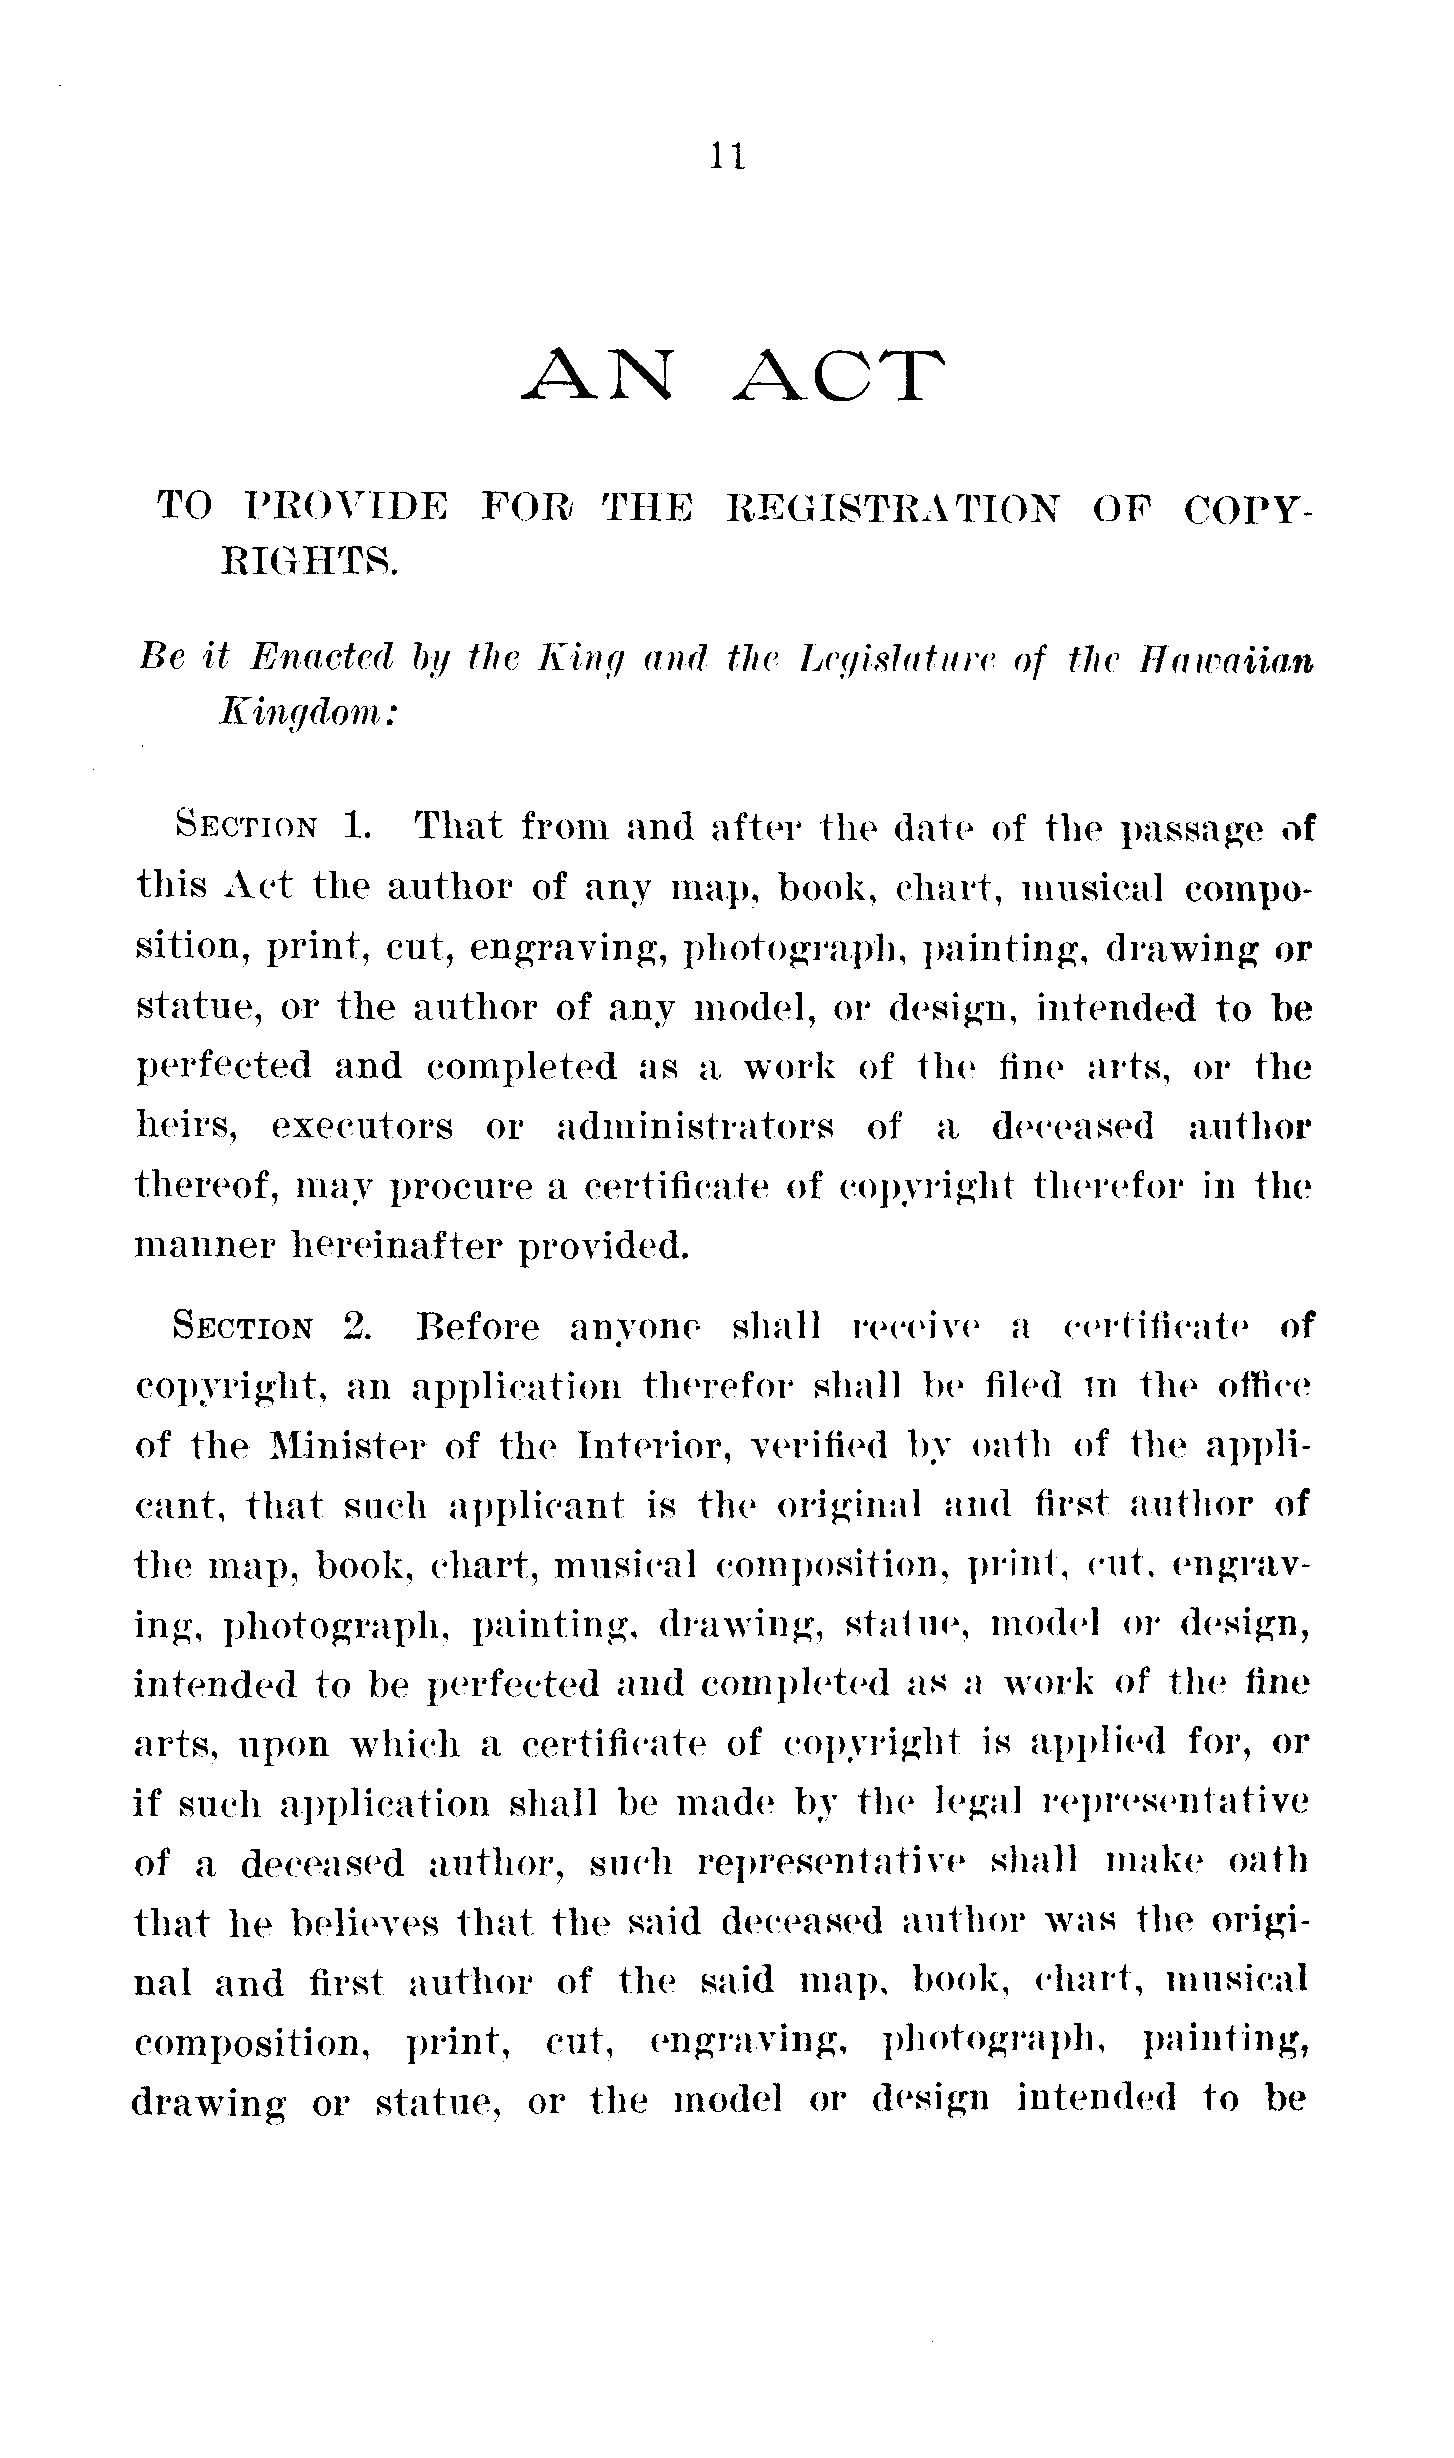 11
AN ACT
TO PROVIDE FOR THE REGISTRATION OF COPY-
RIGHTS.
Be it Enacted by the King and the Legislature of the Hawaiian
Kingdom:
SECTION 1. That from and after the date of the passage of
this Act the author of any map, book, chart, musical compo-
sition, print, cut, engraving, photograph, painting, drawing or
statue, or the author of any model, or design, intended to be
perfected and completed as a work of the fine arts, or the
heirs, executors or administrators of a deceased author
thereof, may procure a certificate of copyright therefor in the
manner hereinafter provided.
SECTION 2. Before anyone shall receive a certificate of
copyright, an application therefor shall be filed in the office
of the Minister of the Interior, verified by oath of the appli-
cant, that such applicant is the original and first author of
the map, book, chart, musical composition, print, cut, engrav-
ing, photograph, painting, drawing, statue, model or design,
intended to be perfected and completed as a work of the fine
arts, upon which a certificate of copyright is applied for, or
if such application shall be made by the legal representative
of a deceased author, such representative shall make oath
that he believes that the said deceased author was the origi-
nal and first author of the said map, book, chart, musical
composition, print, cut, engraving, photograph, painting,
drawing or statue, or the model or design intended to be